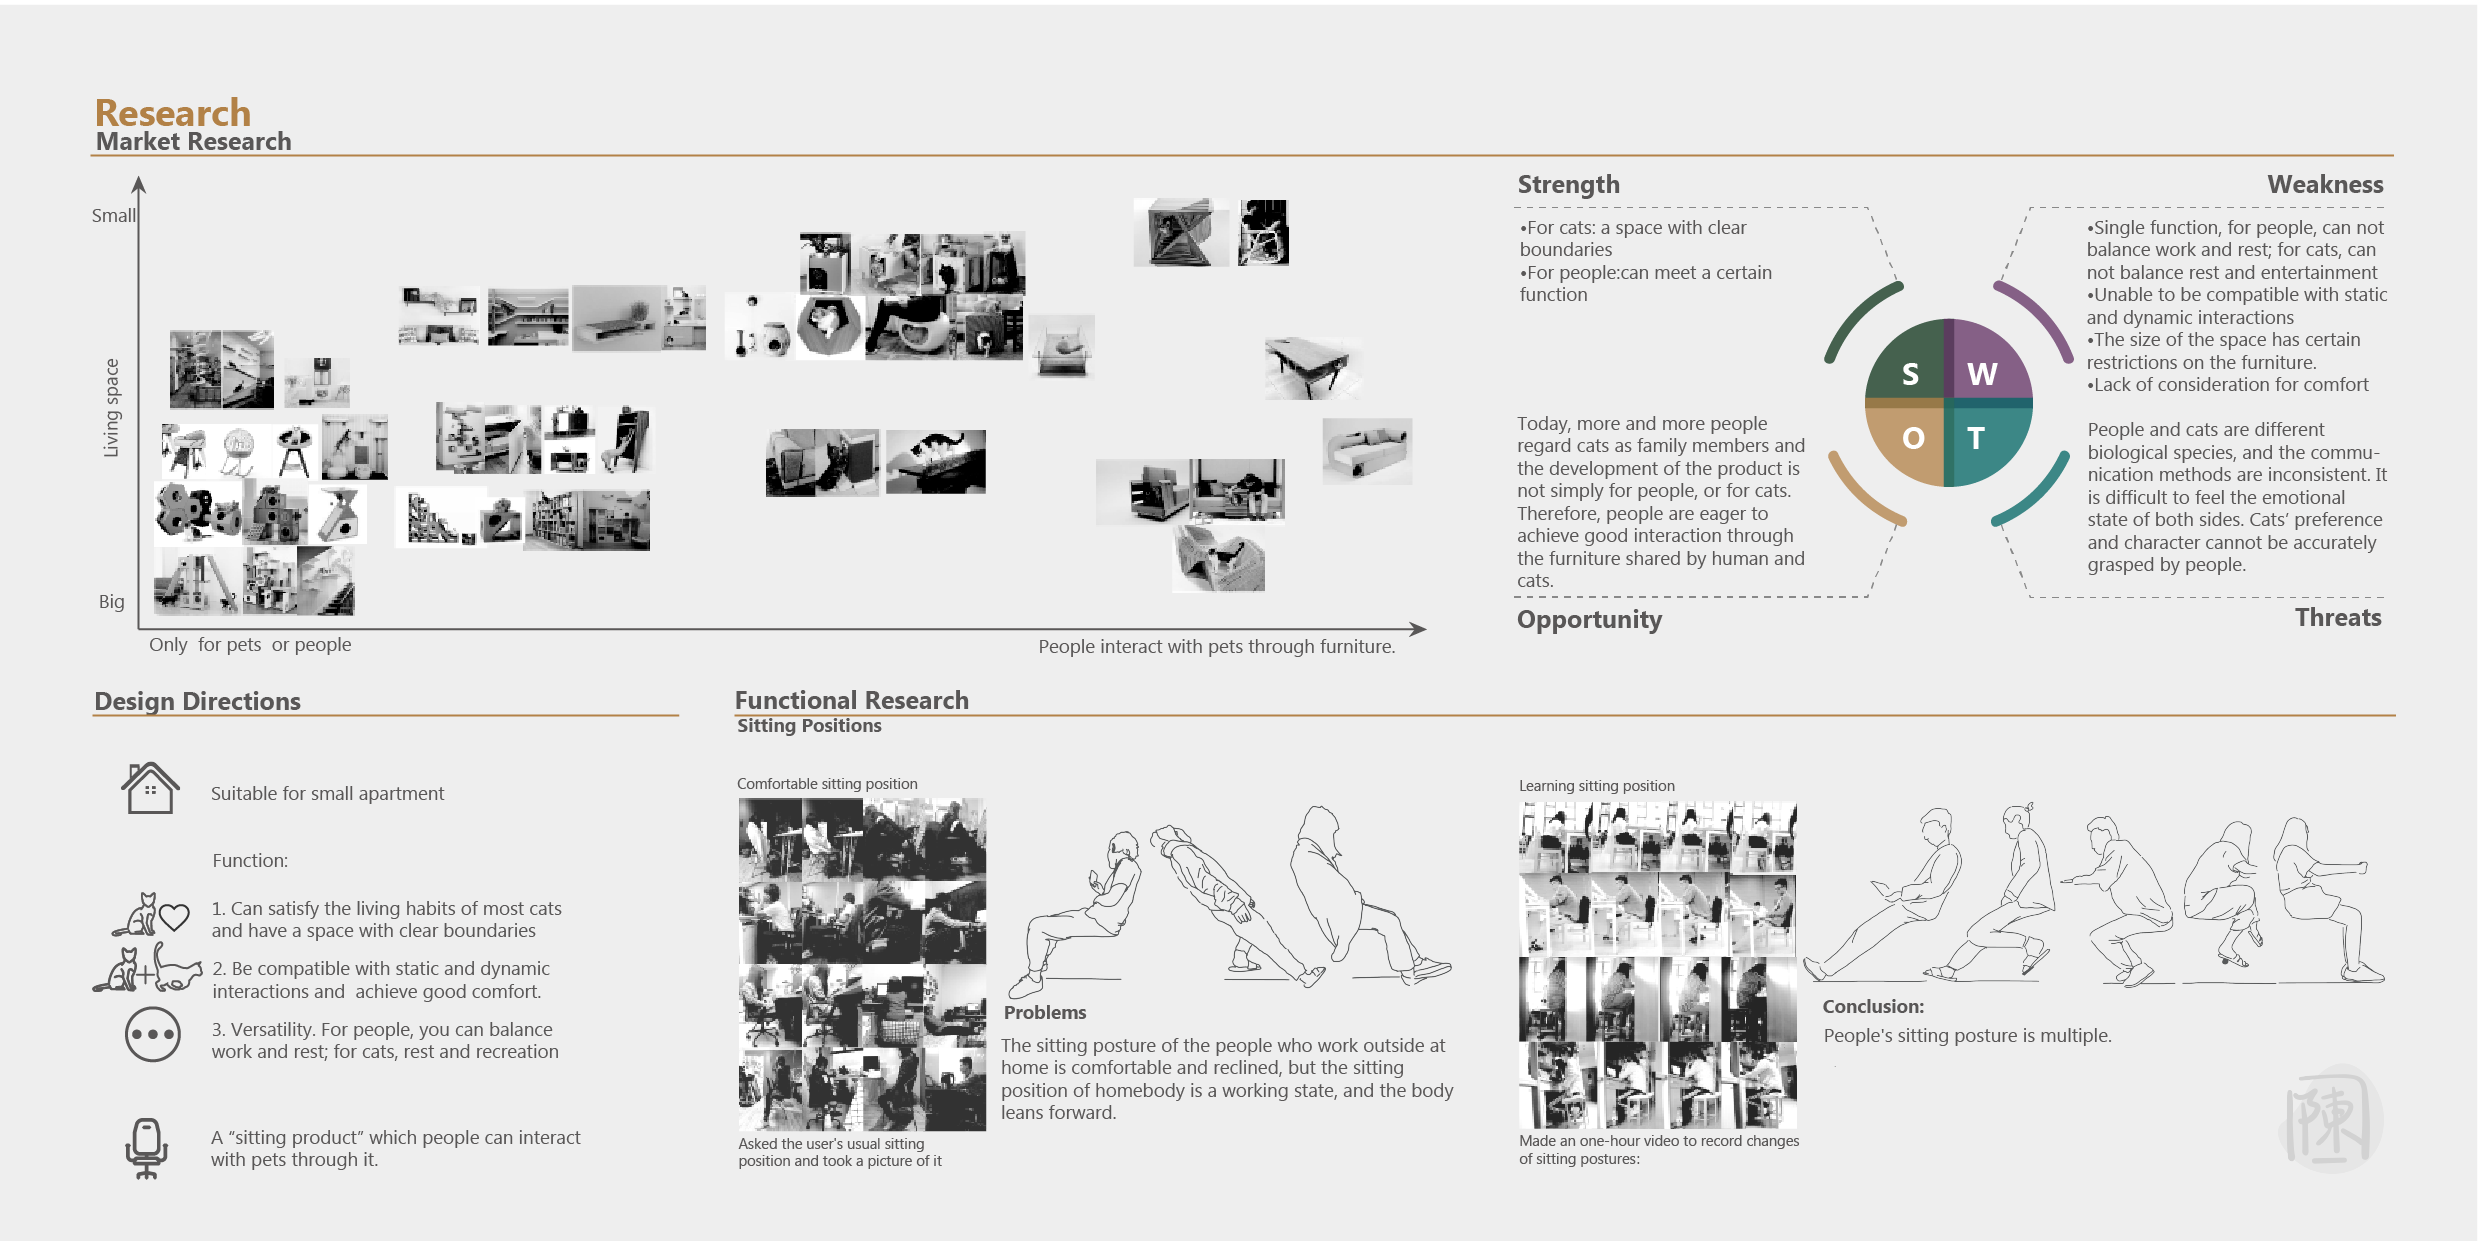 Research
Market Research
Small
Living space
Big
Only  for pets  or people
People interact with pets through furniture.
Strength
•For cats: a space with clear
boundaries
•For people:can meet a certain
function
Weakness
•Single function, for people, can not
balance work and rest; for cats, can
not balance rest and entertainment
•Unable to be compatible with static
and dynamic interactions
•The size of the space has certain
restrictions on the furniture.
•Lack of consideration for comfort
S
W
O
T
Today, more and more people
regard cats as family members and
the development of the product is
not simply for people, or for cats.
Therefore, people are eager to
achieve good interaction through
the furniture shared by human and
cats.
Opportunity
People and cats are different
biological species, and the commu-
nication methods are inconsistent. It
is difficult to feel the emotional
state of both sides. Cats’ preference
and character cannot be accurately
grasped by people.
Threats
Design Directions
Suitable for small apartment
Function:
1. Can satisfy the living habits of most cats
and have a space with clear boundaries
2. Be compatible with static and dynamic
interactions and  achieve good comfort.
3. Versatility. For people, you can balance
work and rest; for cats, rest and recreation
A “sitting product” which people can interact
with pets through it.
Functional Research
Sitting Positions
Comfortable sitting position
Asked the user's usual sitting
position and took a picture of it
Problems
The sitting posture of the people who work outside at
home is comfortable and reclined, but the sitting
position of homebody is a working state, and the body
leans forward.
Learning sitting position
Made an one-hour video to record changes
of sitting postures:
Conclusion:
People's sitting posture is multiple.
陳